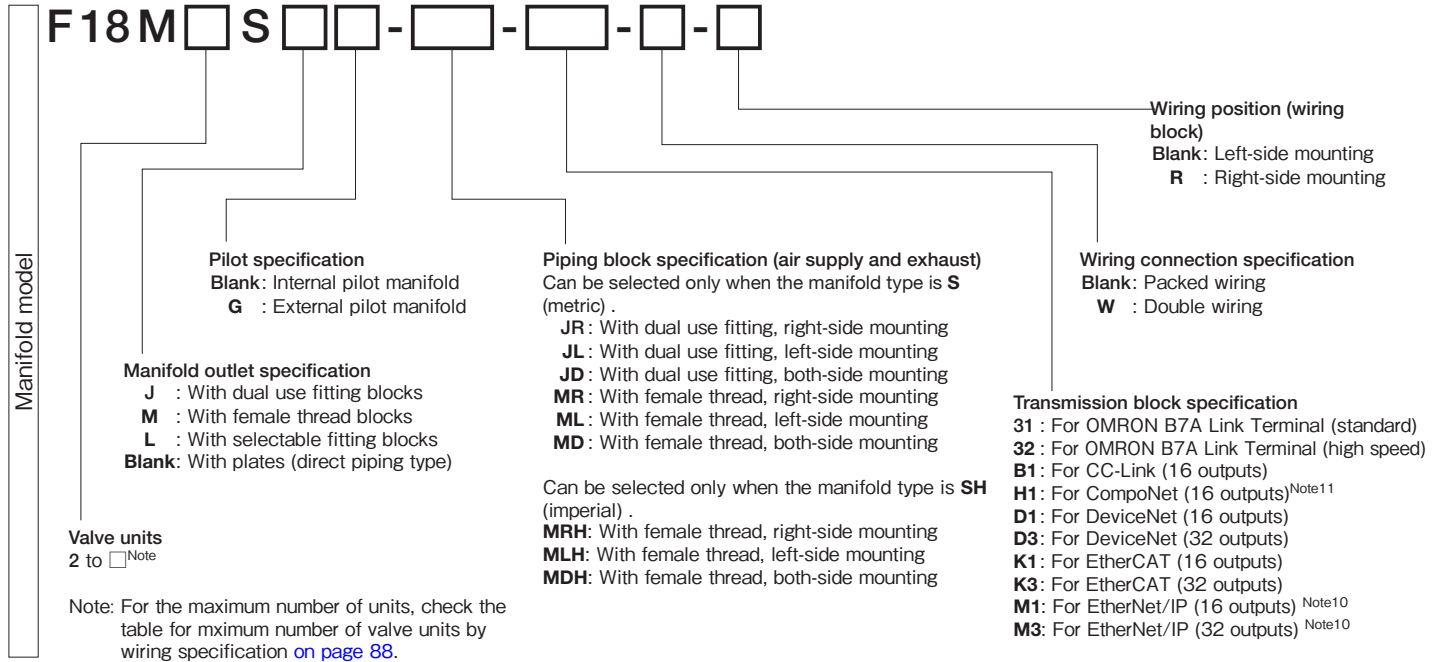 F18M□S□□-□-□-□-□
Manifold model
Wiring position (wiring
block)
Blank: Left-side mounting
R : Right-side mounting
Pilot specification
Blank: Internal pilot manifold
G : External pilot manifold
Piping block specification (air supply and exhaust)
Can be selected only when the manifold type is S
(metric) .
JR: With dual use fitting, right-side mounting
JL: With dual use fitting, left-side mounting
JD: With dual use fitting, both-side mounting
MR: With female thread, right-side mounting
ML: With female thread, left-side mounting
MD: With female thread, both-side mounting
Can be selected only when the manifold type is SH
(imperial) .
MRH: With female thread, right-side mounting
MLH: With female thread, left-side mounting
MDH: With female thread, both-side mounting
Wiring connection specification
Blank: Packed wiring
W : Double wiring
Manifold outlet specification
J : With dual use fitting blocks
M : With female thread blocks
L : With selectable fitting blocks
Blank: With plates (direct piping type)
Transmission block specification
31 : For OMRON B7A Link Terminal (standard)
32 : For OMRON B7A Link Terminal (high speed)
B1: For CC-Link (16 outputs)
H1: For CompoNet (16 outputs)Note11
D1: For DeviceNet (16 outputs)
D3: For DeviceNet (32 outputs)
K1: For EtherCAT (16 outputs)
K3: For EtherCAT (32 outputs)
M1: For EtherNet/IP (16 outputs) Note10
M3: For EtherNet/IP (32 outputs) Note10
Valve units
2 to □Note
Note: For the maximum number of units, check the
table for mximum number of valve units by
wiring specification on page 88.